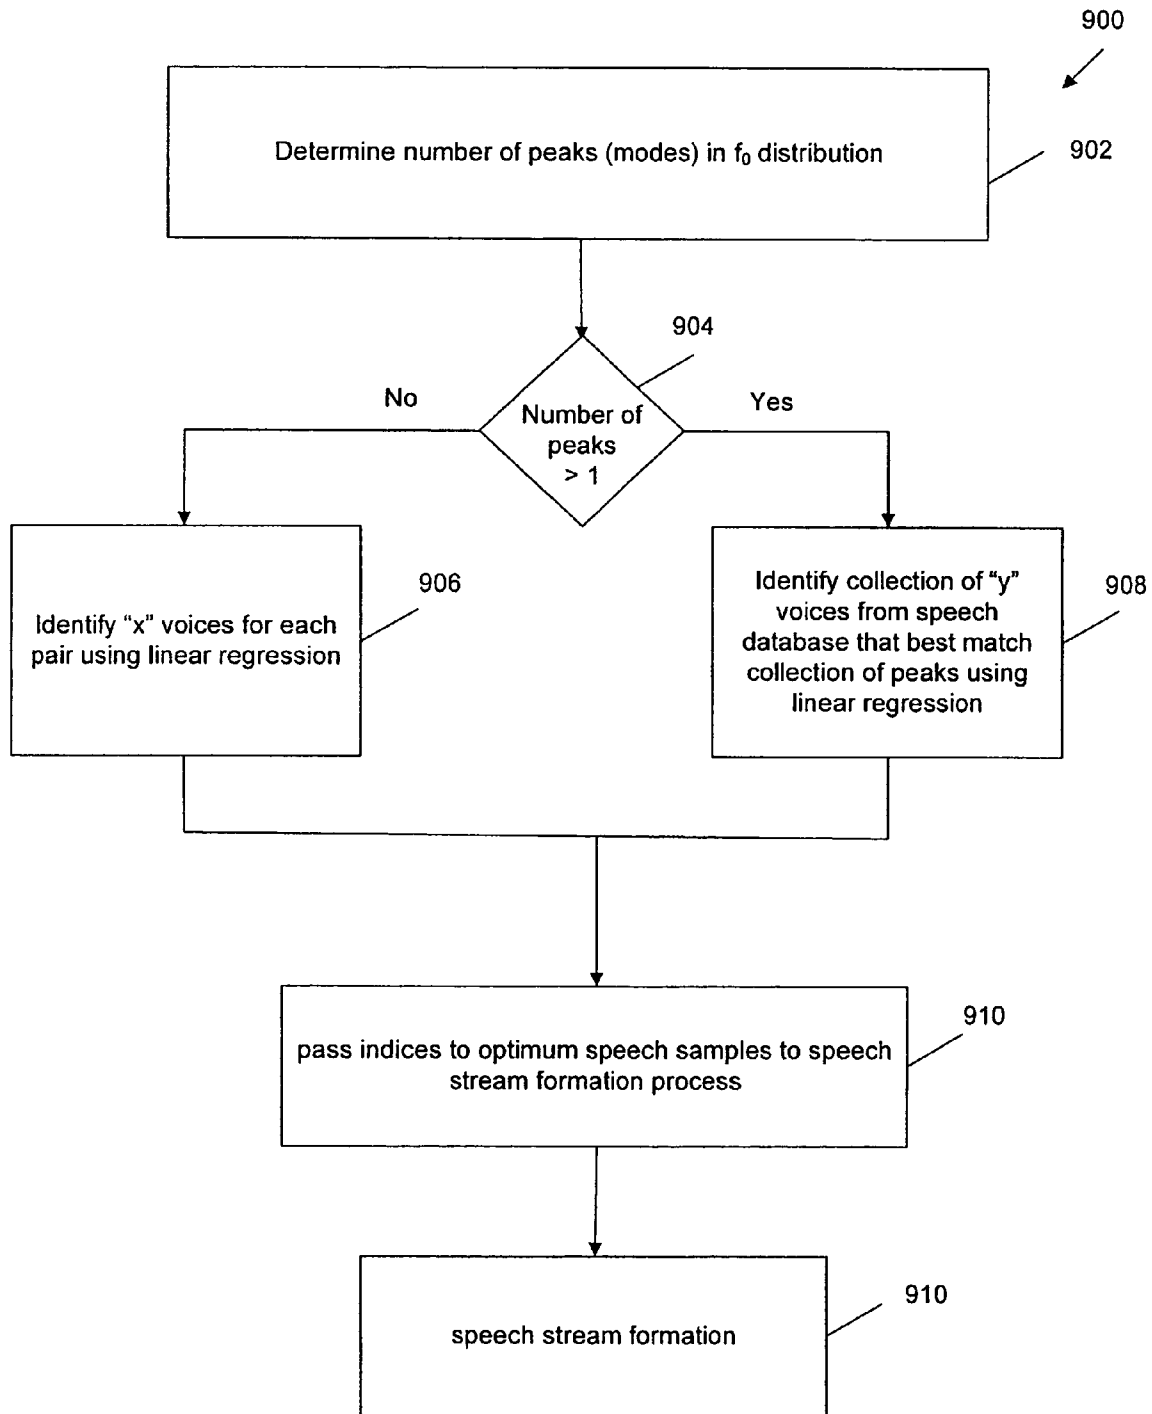 900
Determine number of peaks (modes) in f₀ distribution
902
904
No
Yes
Number of
peaks
> 1
Identify "x" voices for each
pair using linear regression
906
Identify collection of "y"
voices from speech
database that best match
collection of peaks using
linear regression
908
pass indices to optimum speech samples to speech
stream formation process
910
speech stream formation
910